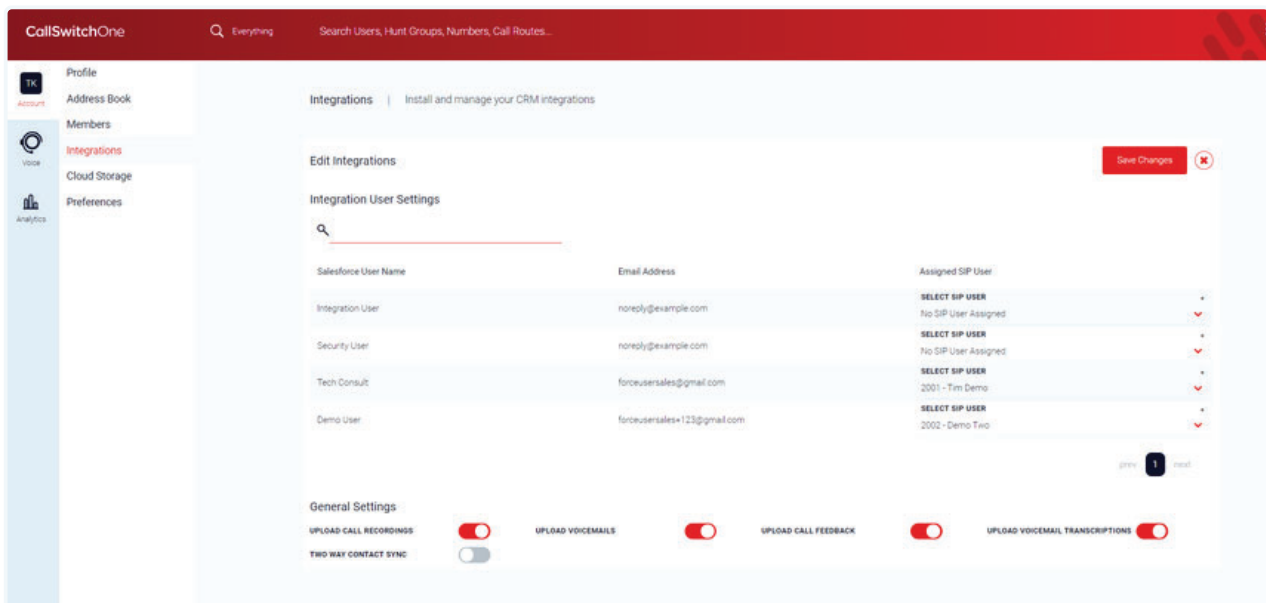 CallSwitchOne
Everything
Search Users, Hunt Groups, Numbers, Call Routes...
TK
Account
Voice
Analytics
Profile
Address Book
Members
Integrations
Cloud Storage
Preferences
Integrations | Install and manage your CRM integrations
Edit Integrations
Save Changes
Integration User Settings
Salesforce User Name Email Address Assigned SIP User
Integration User noreply@example.com SELECT SIP USER
No SIP User Assigned
Security User noreply@example.com SELECT SIP USER
No SIP User Assigned
Tech Consult forceusersales@gmail.com SELECT SIP USER
2001 - Tim Demo
Demo User forceusersales+123@gmail.com SELECT SIP USER
2002 - Demo Two
prev 1 next
General Settings
UPLOAD CALL RECORDINGS UPLOAD VOICEMAILS UPLOAD CALL FEEDBACK UPLOAD VOICEMAIL TRANSCRIPTIONS
TWO WAY CONTACT SYNC